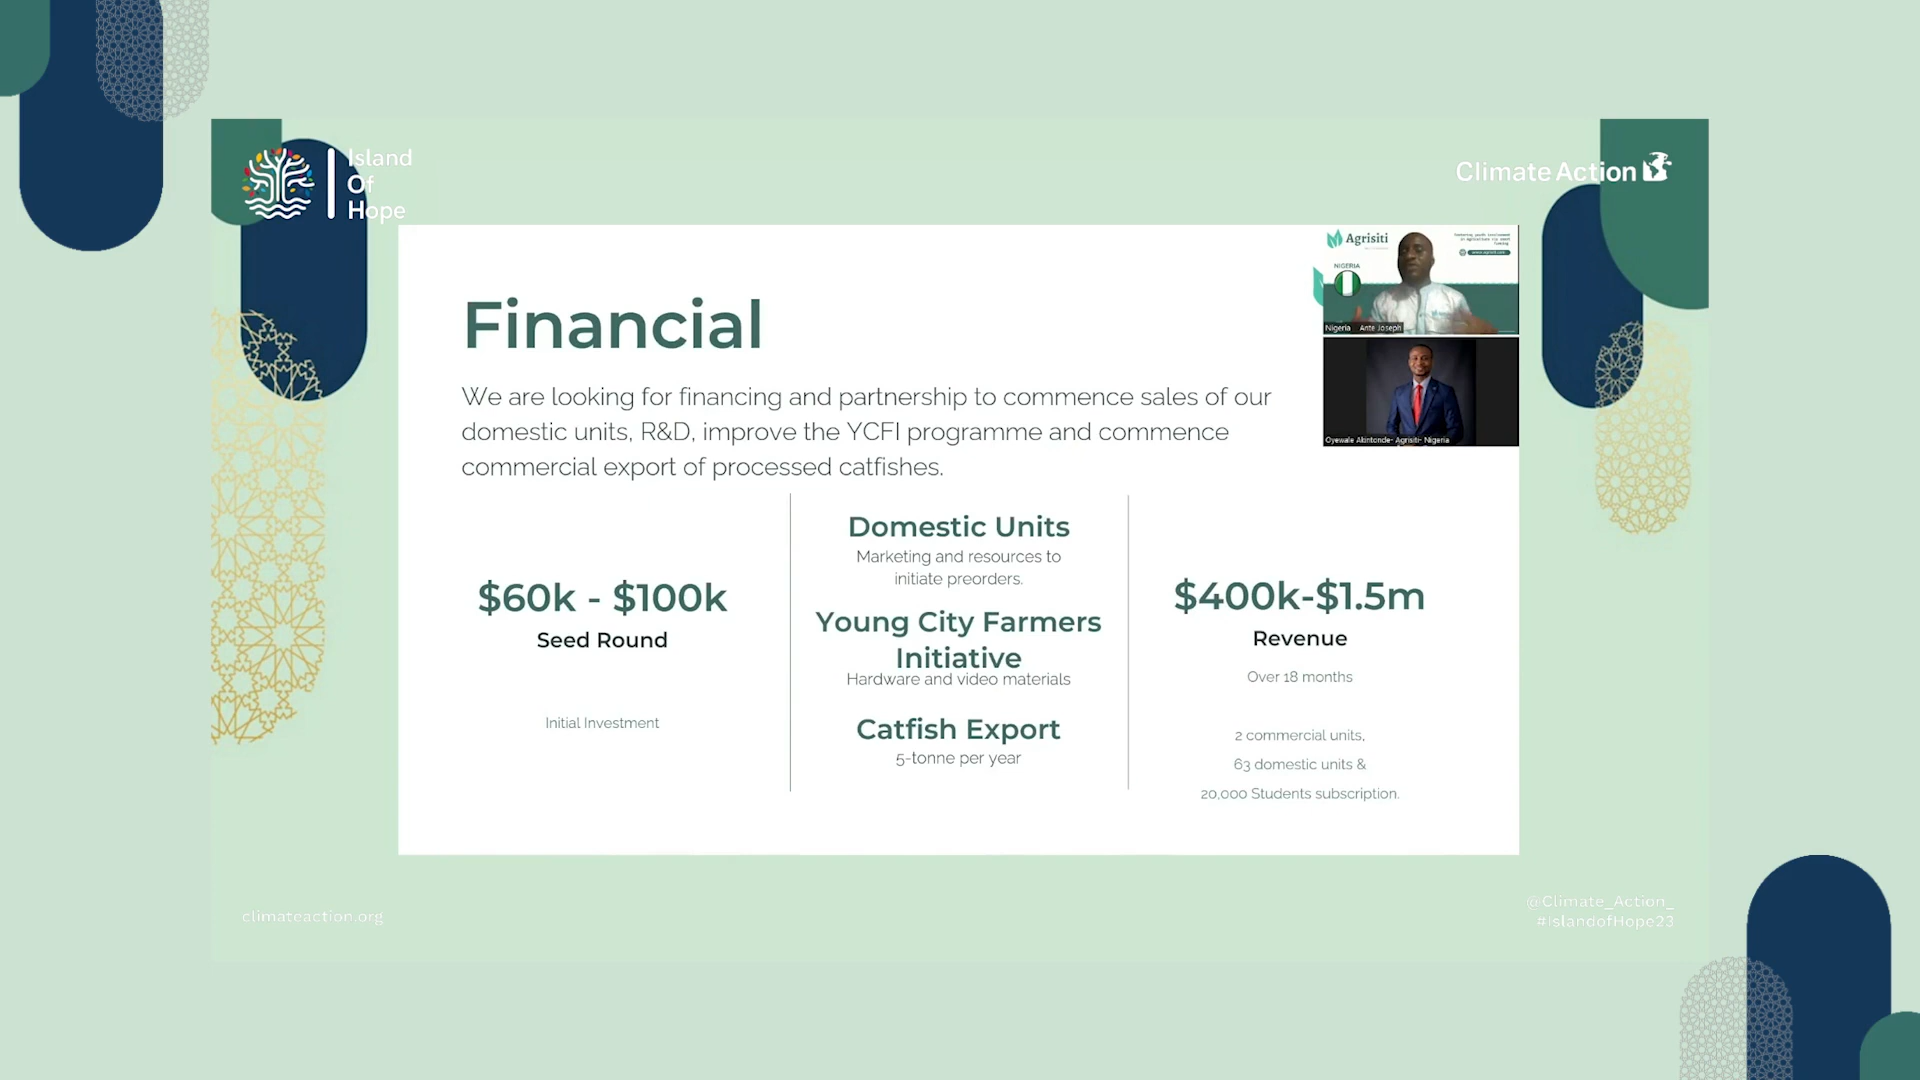 Island
Of
Hope
Climate Action
Agrisiti
NIGERIA
Nigeria Ante Joseph
Oyewale Akintonde- Agrisiti- Nigeria
Financial
We are looking for financing and partnership to commence sales of our
domestic units, R&D, improve the YCFI programme and commence
commercial export of processed catfishes.
$60k - $100k
Seed Round
Initial Investment
Domestic Units
Marketing and resources to
initiate preorders.
Young City Farmers
Initiative
Hardware and video materials
Catfish Export
5-tonne per year
$400k-$1.5m
Revenue
Over 18 months
2 commercial units,
63 domestic units &
20,000 Students subscription.
climateaction.org
@Climate_Action_
#IslandofHope23